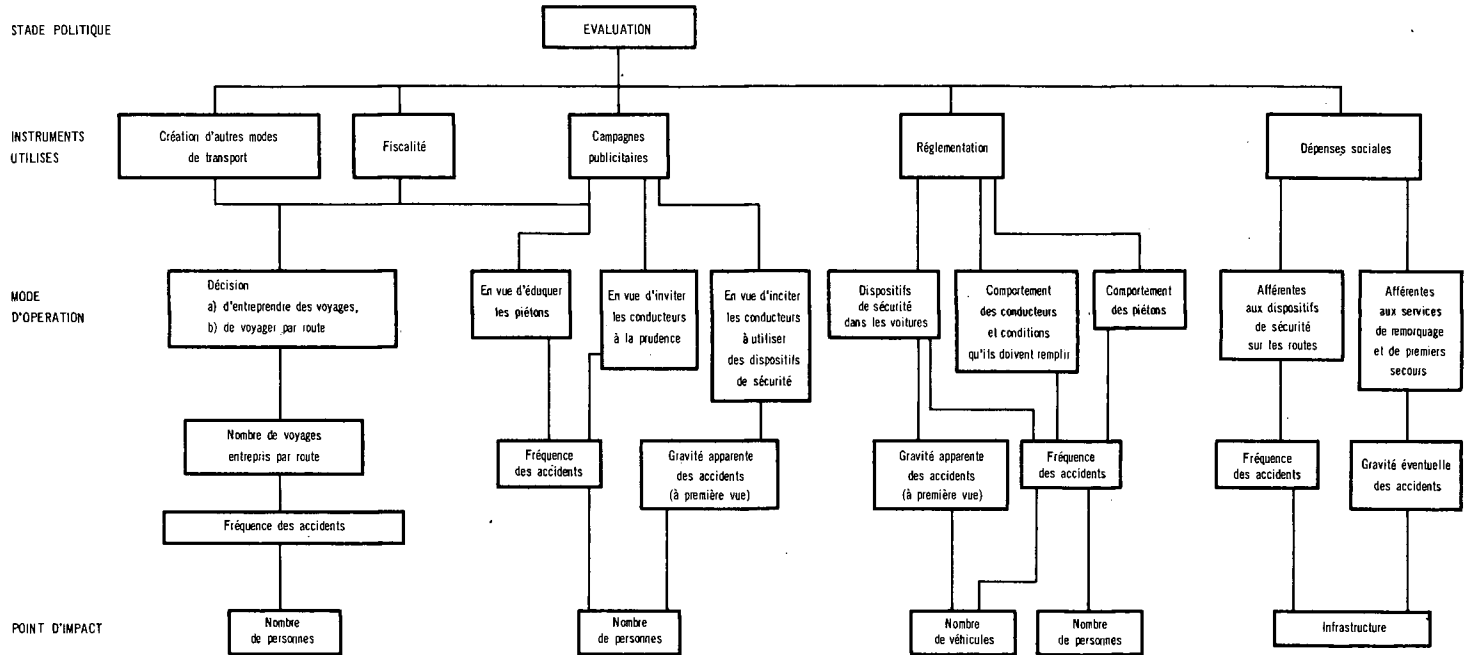 STADE POLITIQUE
EVALUATION
INSTRUMENTS
UTILISES
Création d'autres modes
de transport
Fiscalité
Campagnes
publicitaires
Réglementation
Dépenses sociales
MODE
D'OPERATION
Décision
a) d'entreprendre des voyages,
b) de voyager par route
En vue d'éduquer
les piétons
En vue d'inviter
les conducteurs
à la prudence
En vue d'inciter
les conducteurs
à utiliser
des dispositifs
de sécurité
Dispositifs
de sécurité
dans les voitures
Comportement
des conducteurs
et conditions
qu'ils doivent remplir
Comportement
des piétons
Afférentes
aux dispositifs
de sécurité
sur les routes
Afférentes
aux services
de remorquage
et de premiers
secours
Nombre de voyages
entrepris par route
Fréquence
des accidents
Gravité apparente
des accidents
(à première vue)
Gravité apparente
des accidents
(à première vue)
Fréquence
des accidents
Fréquence
des accidents
Gravité éventuelle
des accidents
Fréquence des accidents
POINT D'IMPACT
Nombre
de personnes
Nombre
de personnes
Nombre
de véhicules
Nombre
de personnes
Infrastructure